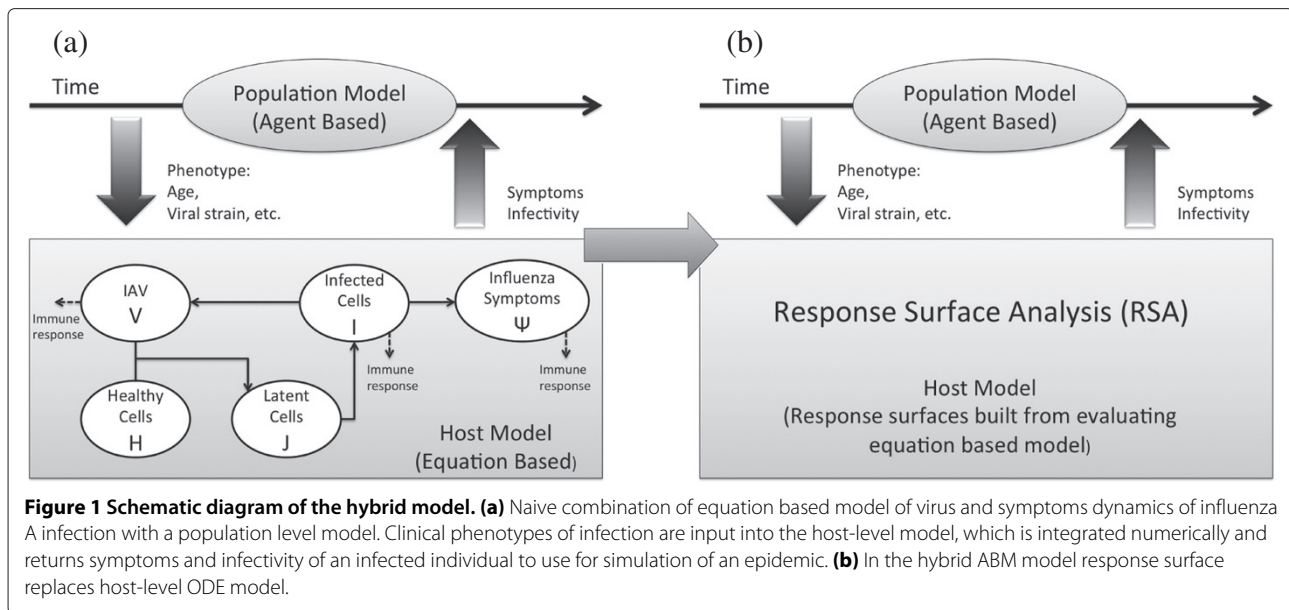 (a)
Time
Population Model
(Agent Based)
Phenotype:
Age,
Viral strain, etc.
Symptoms
Infectivity
IAV
V
Immune
response
Infected
Cells
I
Influenza
Symptoms
Ψ
Immune
response
Immune
response
Healthy
Cells
H
Latent
Cells
J
Host Model
(Equation Based)
(b)
Time
Population Model
(Agent Based)
Phenotype:
Age,
Viral strain, etc.
Symptoms
Infectivity
Response Surface Analysis (RSA)
Host Model
(Response surfaces built from evaluating
equation based model)
Figure 1 Schematic diagram of the hybrid model. (a) Naive combination of equation based model of virus and symptoms dynamics of influenza
A infection with a population level model. Clinical phenotypes of infection are input into the host-level model, which is integrated numerically and
returns symptoms and infectivity of an infected individual to use for simulation of an epidemic. (b) In the hybrid ABM model response surface
replaces host-level ODE model.